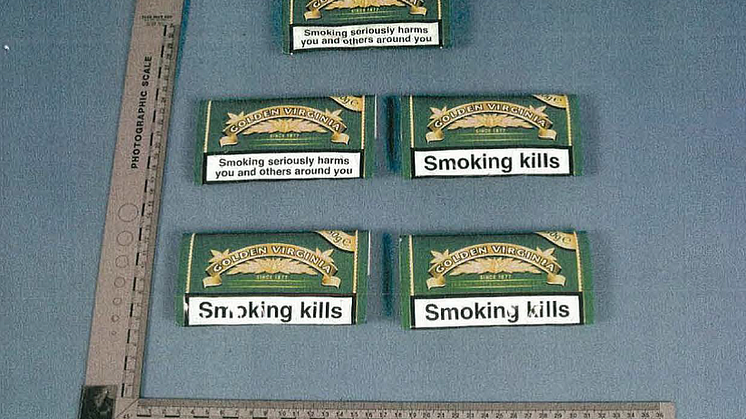 Smoking seriously harms
you and others around you
PHOTOGRAPHIC SCALE
GOLDEN VIRGINIA
SINCE 1877
Smoking seriously harms
you and others around you
GOLDEN VIRGINIA
SINCE 1877
Smoking kills
GOLDEN VIRGINIA
SINCE 1877
Smoking kills
GOLDEN VIRGINIA
SINCE 1877
Smoking kills